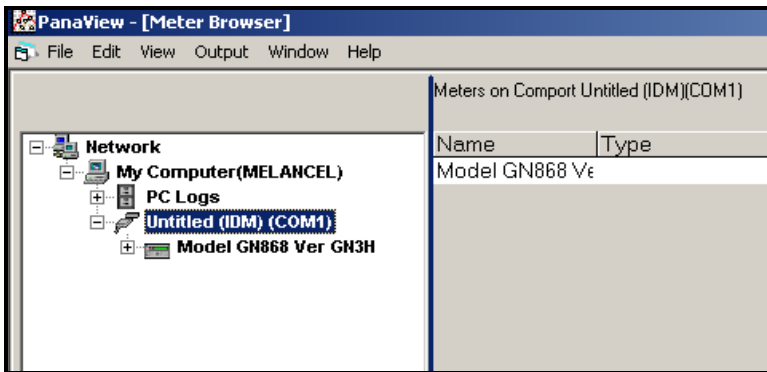 PanaView - [Meter Browser]
File Edit View Output Window Help
Meters on Comport Untitled (IDM)(COM1)
Network
My Computer(MELANCEL)
PC Logs
Untitled (IDM) (COM1)
Model GN868 Ver GN3H
Name Type
Model GN868 Ve